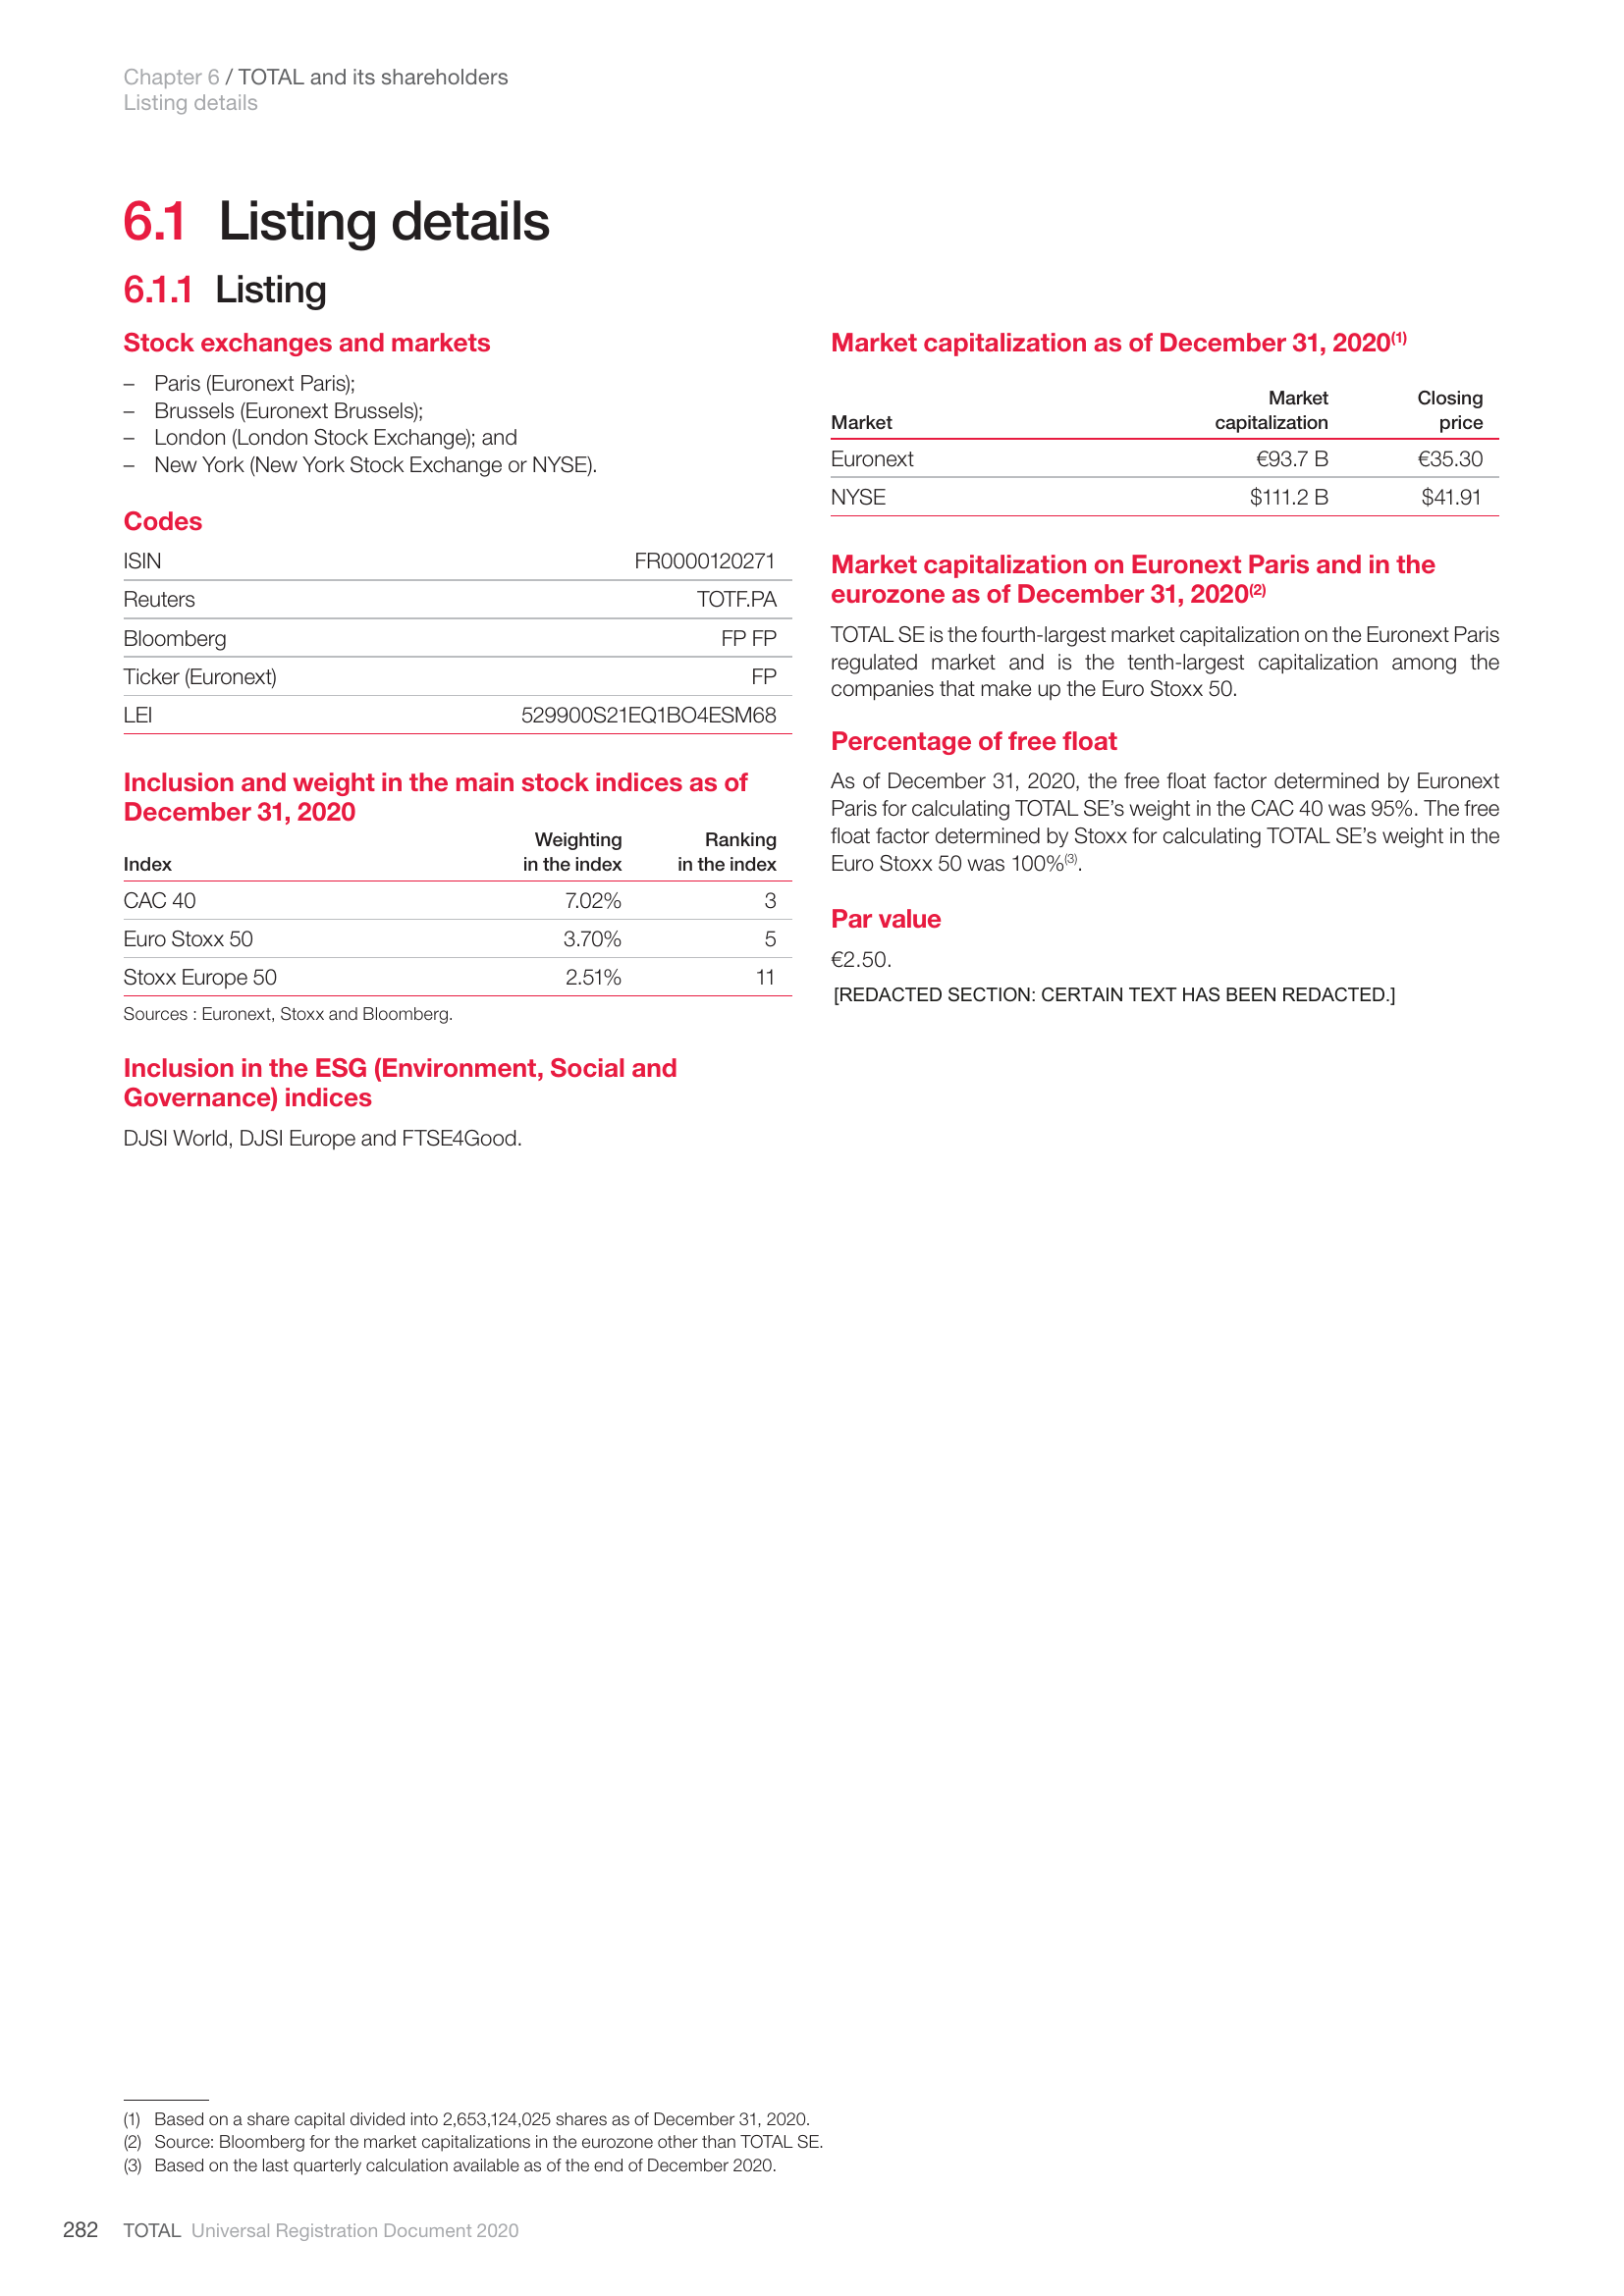 Chapter 6 / TOTAL and its shareholders
Listing details
6.1 Listing details
6.1.1 Listing
Stock exchanges and markets
– Paris (Euronext Paris);
– Brussels (Euronext Brussels);
– London (London Stock Exchange); and
– New York (New York Stock Exchange or NYSE).
Codes
ISIN FR0000120271
Reuters TOTF.PA
Bloomberg FP FP
Ticker (Euronext) FP
LEI 529900S21EQ1BO4ESM68
Inclusion and weight in the main stock indices as of
December 31, 2020
Weighting Ranking
Index in the index in the index
CAC 40 7.02% 3
Euro Stoxx 50 3.70% 5
Stoxx Europe 50 2.51% 11
Sources : Euronext, Stoxx and Bloomberg.
Inclusion in the ESG (Environment, Social and
Governance) indices
DJSI World, DJSI Europe and FTSE4Good.
Market capitalization as of December 31, 2020(1)
Market Closing
Market capitalization price
Euronext €93.7 B €35.30
NYSE $111.2 B $41.91
Market capitalization on Euronext Paris and in the
eurozone as of December 31, 2020(2)
TOTAL SE is the fourth-largest market capitalization on the Euronext Paris
regulated market and is the tenth-largest capitalization among the
companies that make up the Euro Stoxx 50.
Percentage of free float
As of December 31, 2020, the free float factor determined by Euronext
Paris for calculating TOTAL SE’s weight in the CAC 40 was 95%. The free
float factor determined by Stoxx for calculating TOTAL SE’s weight in the
Euro Stoxx 50 was 100%(3).
Par value
€2.50.
[REDACTED SECTION: CERTAIN TEXT HAS BEEN REDACTED.]
(1) Based on a share capital divided into 2,653,124,025 shares as of December 31, 2020.
(2) Source: Bloomberg for the market capitalizations in the eurozone other than TOTAL SE.
(3) Based on the last quarterly calculation available as of the end of December 2020.
282 TOTAL Universal Registration Document 2020